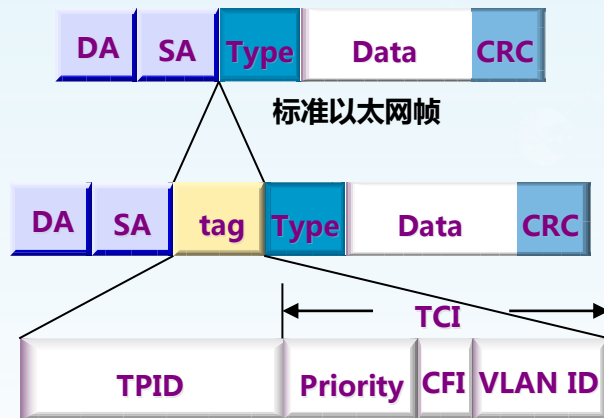 DA SA Type Data CRC
标准以太网帧
DA SA tag Type Data CRC
TCI
TPID Priority CFI VLAN ID